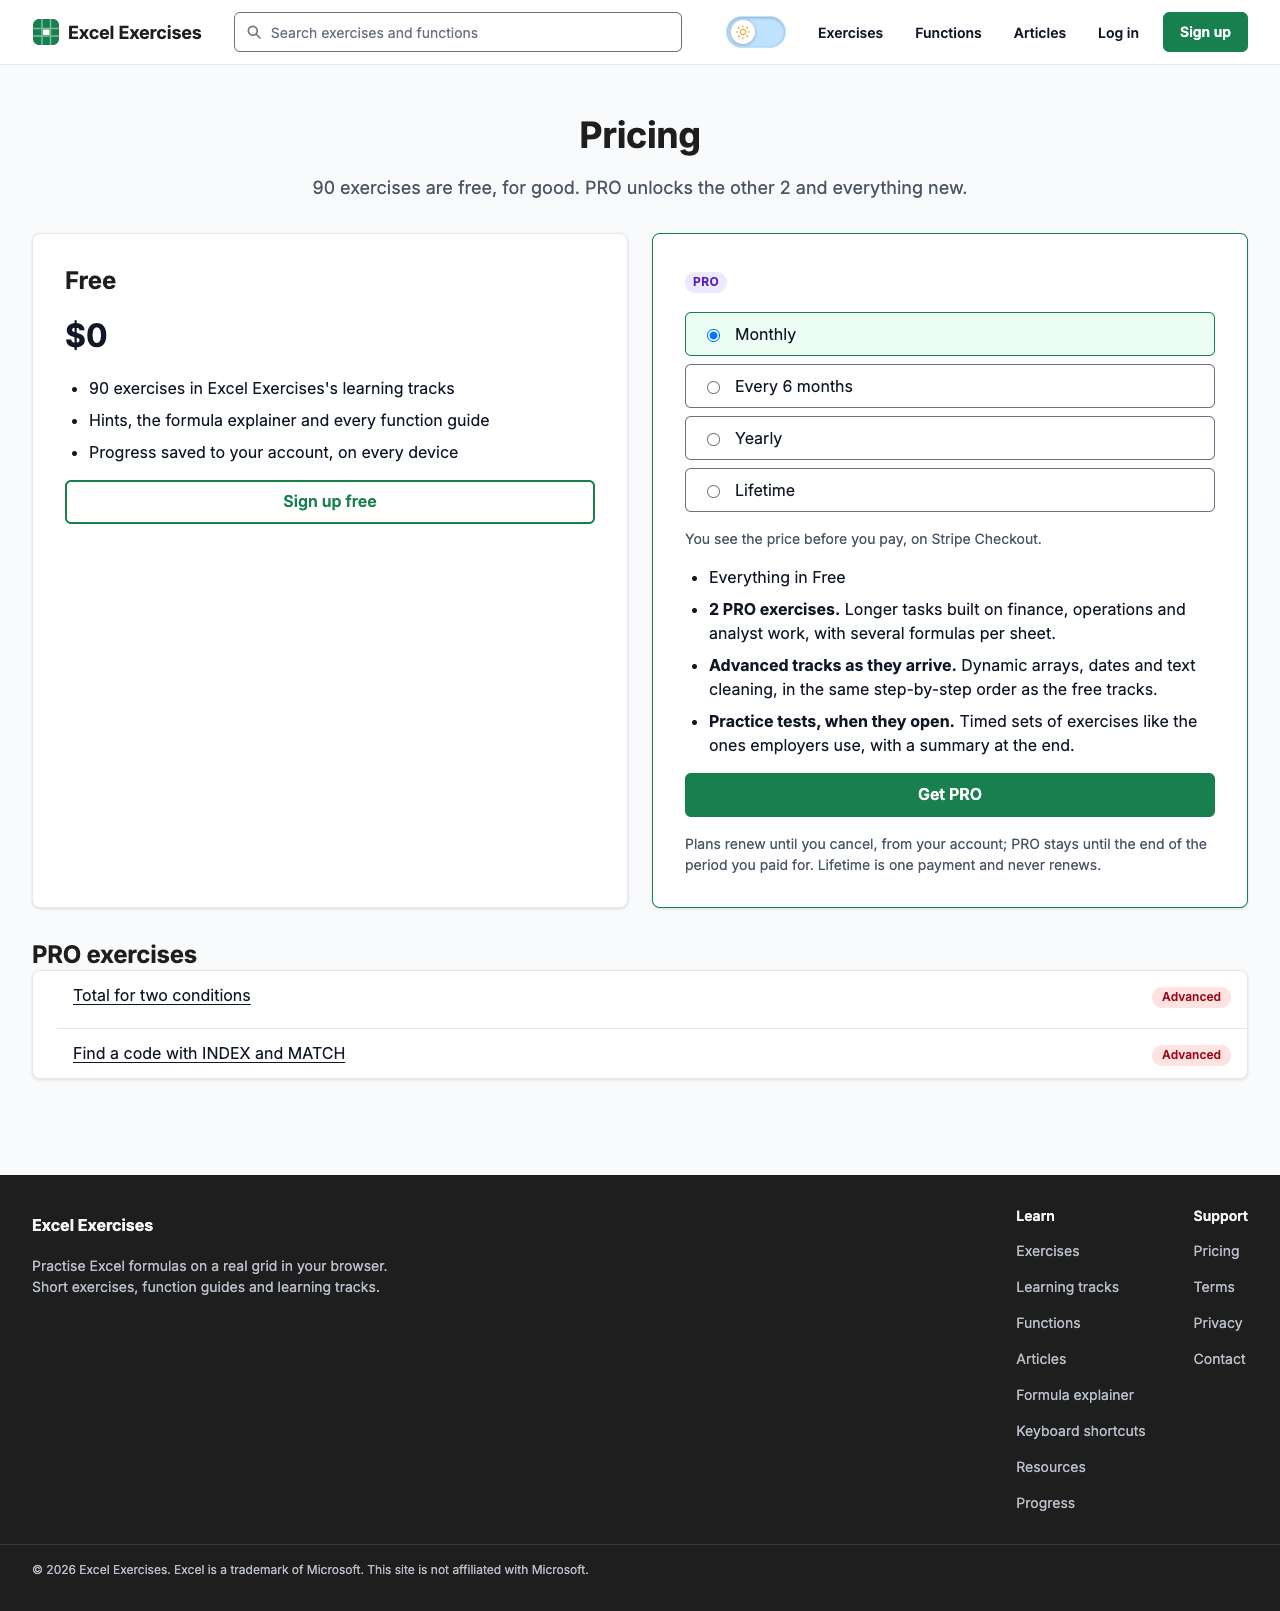 Excel Exercises
Search exercises and functions
Exercises
Functions
Articles
Log in
Sign up
Pricing
90 exercises are free, for good. PRO unlocks the other 2 and everything new.
Free
$0
• 90 exercises in Excel Exercises's learning tracks
• Hints, the formula explainer and every function guide
• Progress saved to your account, on every device
Sign up free
PRO
Monthly
Every 6 months
Yearly
Lifetime
You see the price before you pay, on Stripe Checkout.
• Everything in Free
• 2 PRO exercises. Longer tasks built on finance, operations and
analyst work, with several formulas per sheet.
• Advanced tracks as they arrive. Dynamic arrays, dates and text
cleaning, in the same step-by-step order as the free tracks.
• Practice tests, when they open. Timed sets of exercises like the
ones employers use, with a summary at the end.
Get PRO
Plans renew until you cancel, from your account; PRO stays until the end of the
period you paid for. Lifetime is one payment and never renews.
PRO exercises
Total for two conditions
Advanced
Find a code with INDEX and MATCH
Advanced
Excel Exercises
Practise Excel formulas on a real grid in your browser.
Short exercises, function guides and learning tracks.
Learn
Exercises
Learning tracks
Functions
Articles
Formula explainer
Keyboard shortcuts
Resources
Progress
Support
Pricing
Terms
Privacy
Contact
© 2026 Excel Exercises. Excel is a trademark of Microsoft. This site is not affiliated with Microsoft.